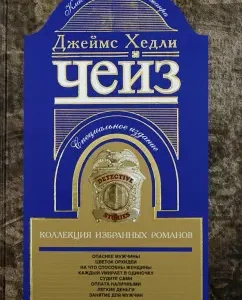 Джеймс Хедли
Чейз
Специальное издание
DETECTIVE
STORIES
КОЛЛЕКЦИЯ ИЗБРАННЫХ РОМАНОВ
ОПАСНЫЕ МУЖЧИНЫ
ЦВЕТОК ОРХИДЕИ
НА ЧТО СПОСОБНЫ ЖЕНЩИНЫ
КАЖДЫЙ УМИРАЕТ В ОДИНОЧКУ
СУДИТЕ САМИ
ОПЛАТА НАЛИЧНЫМИ
ЛЕГКИЕ ДЕНЬГИ
ЗАНЯТИЕ ДЛЯ МУЖЧИН